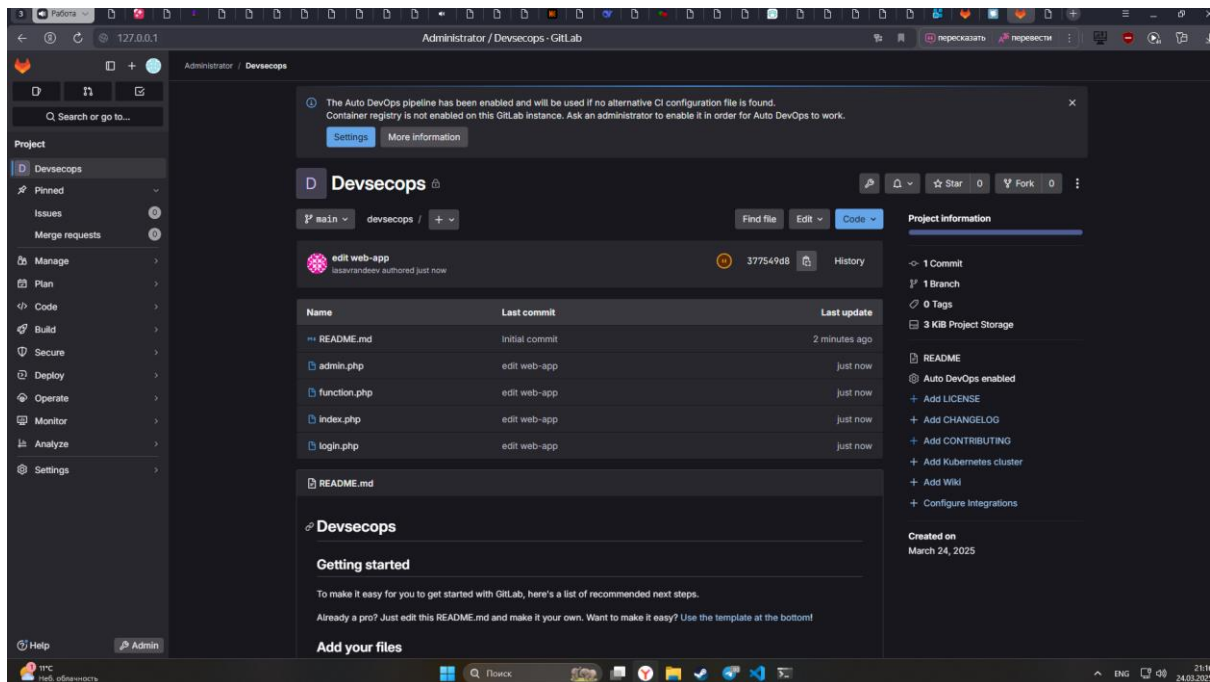 3 Работа
127.0.0.1 Administrator / Devsecops - GitLab пересказать перевести
Administrator / Devsecops
Search or go to...
Project
D Devsecops
Pinned
Issues 0
Merge requests 0
Manage
Plan
Code
Build
Secure
Deploy
Operate
Monitor
Analyze
Settings
Help Admin
The Auto DevOps pipeline has been enabled and will be used if no alternative CI configuration file is found.
Container registry is not enabled on this GitLab instance. Ask an administrator to enable it in order for Auto DevOps to work.
Settings More information
D Devsecops
Star 0 Fork 0
main devsecops / +
Find file Edit Code
edit web-app
iasavrandeev authored just now
377549d8 History
Name Last commit Last update
README.md Initial commit 2 minutes ago
admin.php edit web-app just now
function.php edit web-app just now
index.php edit web-app just now
login.php edit web-app just now
README.md
Devsecops
Getting started
To make it easy for you to get started with GitLab, here's a list of recommended next steps.
Already a pro? Just edit this README.md and make it your own. Want to make it easy? Use the template at the bottom!
Add your files
Project information
1 Commit
1 Branch
0 Tags
3 KiB Project Storage
README
Auto DevOps enabled
+ Add LICENSE
+ Add CHANGELOG
+ Add CONTRIBUTING
+ Add Kubernetes cluster
+ Add Wiki
+ Configure Integrations
Created on
March 24, 2025
11°C
Неб. облачность
Поиск
ENG
24.03.202